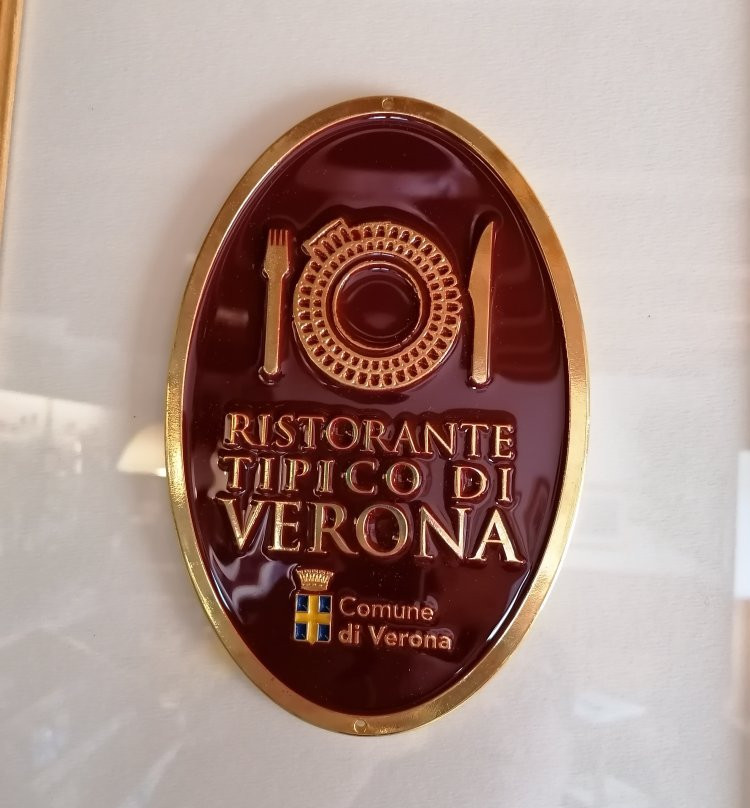 RISTORANTE
TIPICO DI
VERONA
Comune
di Verona